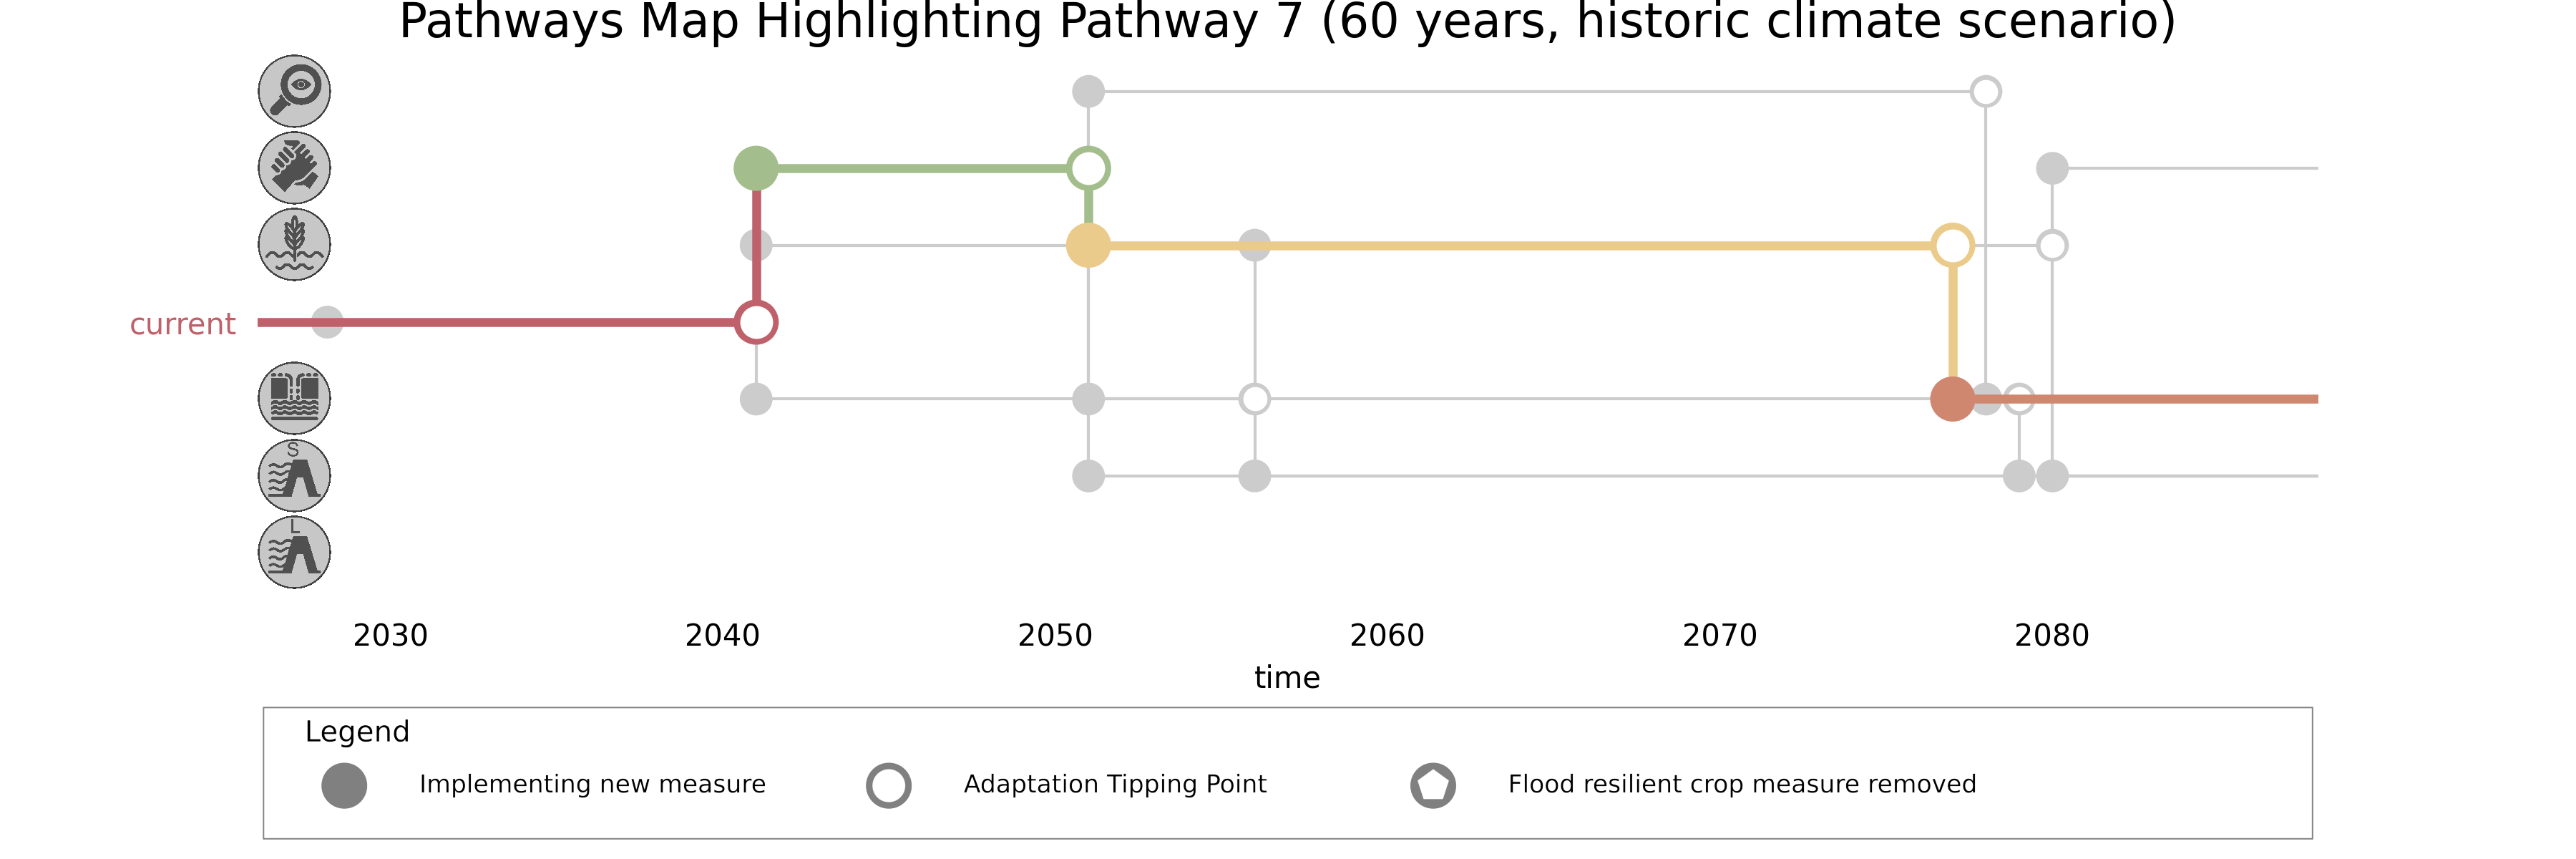 Pathways Map Highlighting Pathway 7 (60 years, historic climate scenario)
current
S
L
2030 2040 2050 2060 2070 2080
time
Legend
Implementing new measure Adaptation Tipping Point Flood resilient crop measure removed